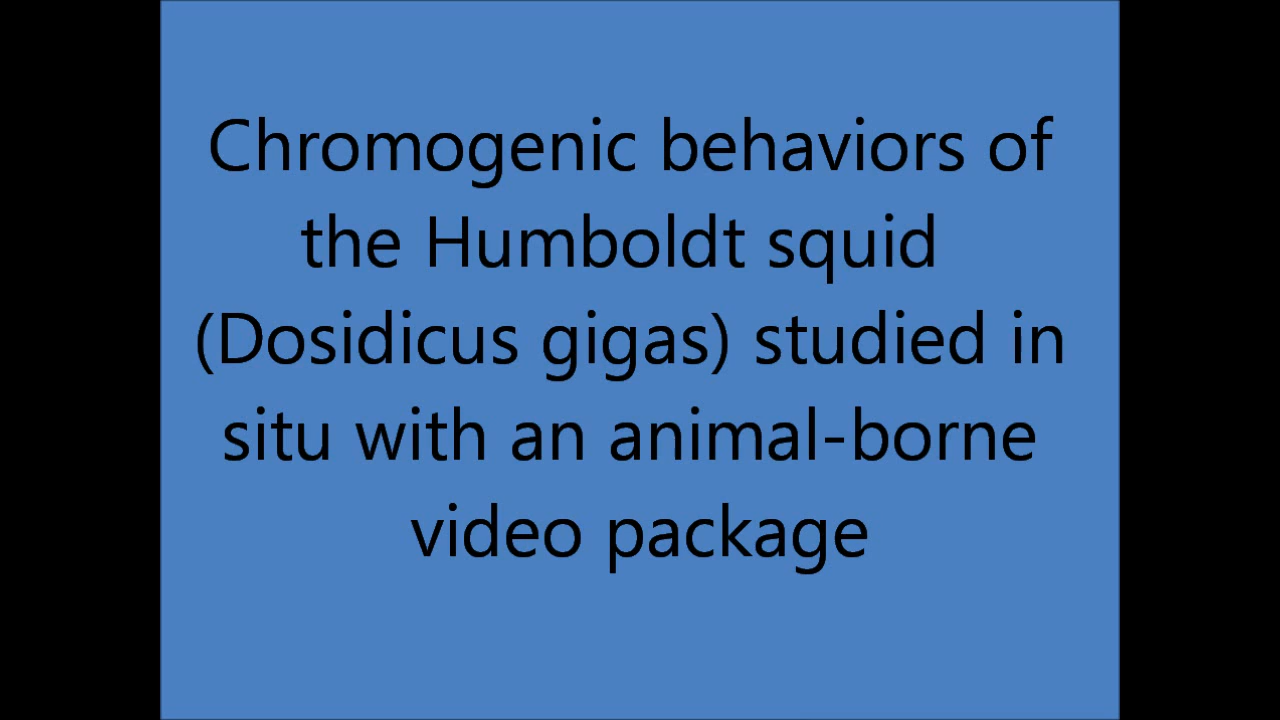 Chromogenic behaviors of
the Humboldt squid
(Dosidicus gigas) studied in
situ with an animal-borne
video package